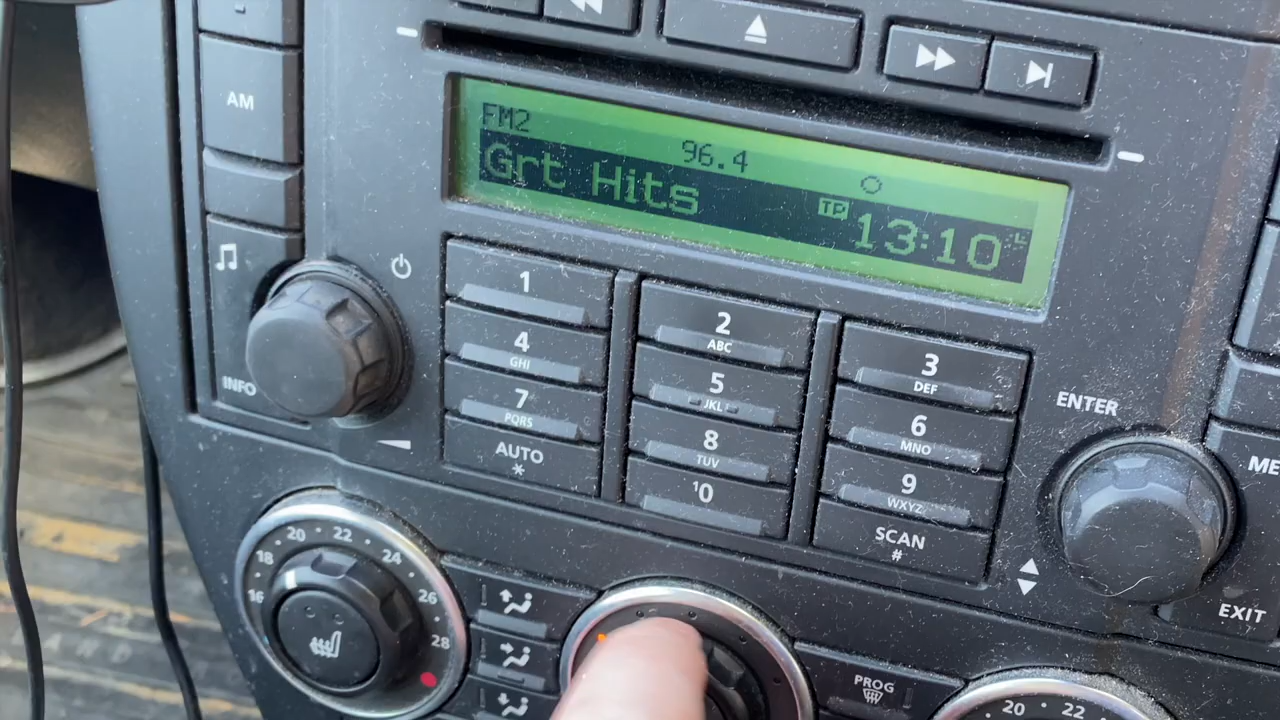 AM
INFO
FM2
96.4
Grt Hits
TP
13:10
1
2
ABC
3
DEF
4
GHI
5
JKL
6
MNO
7
PQRS
8
TUV
9
WXYZ
AUTO
*
10
SCAN
#
ENTER
ME
EXIT
16
18
20
22
24
26
28
PROG
20
22